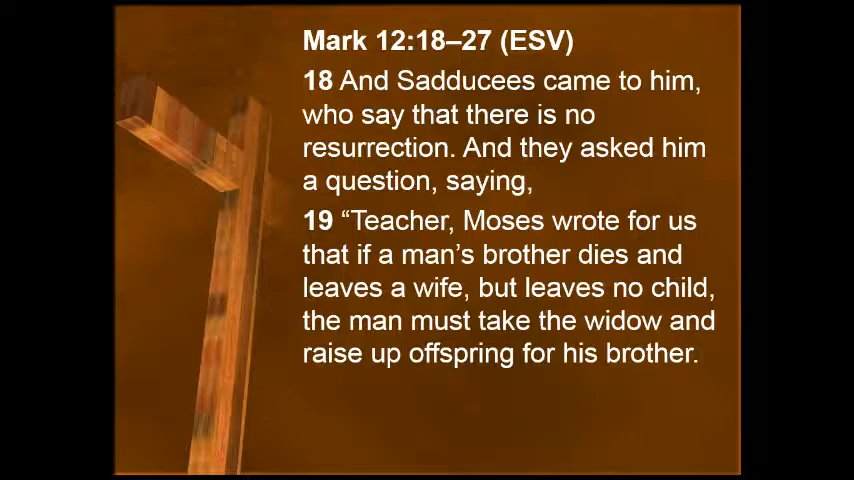 Mark 12:18–27 (ESV)
18 And Sadducees came to him,
who say that there is no
resurrection. And they asked him
a question, saying,
19 “Teacher, Moses wrote for us
that if a man’s brother dies and
leaves a wife, but leaves no child,
the man must take the widow and
raise up offspring for his brother.